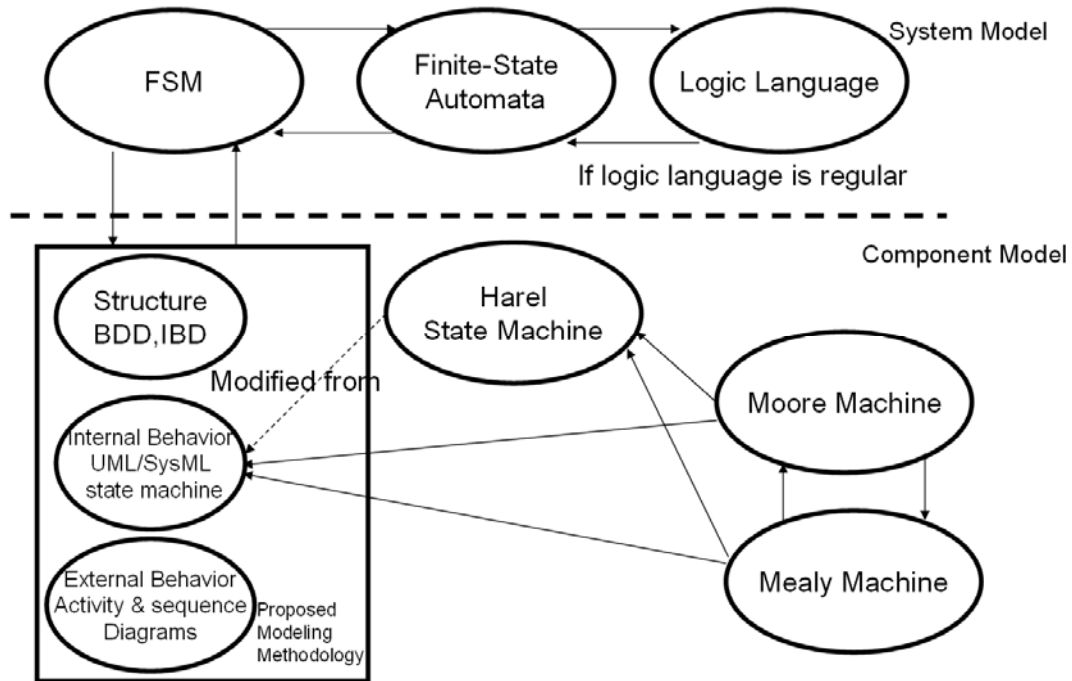 System Model
FSM
Finite-State
Automata
Logic Language
If logic language is regular
Component Model
Structure
BDD,IBD
Harel
State Machine
Modified from
Moore Machine
Internal Behavior
UML/SysML
state machine
Mealy Machine
External Behavior
Activity & sequence
Diagrams
Proposed
Modeling
Methodology